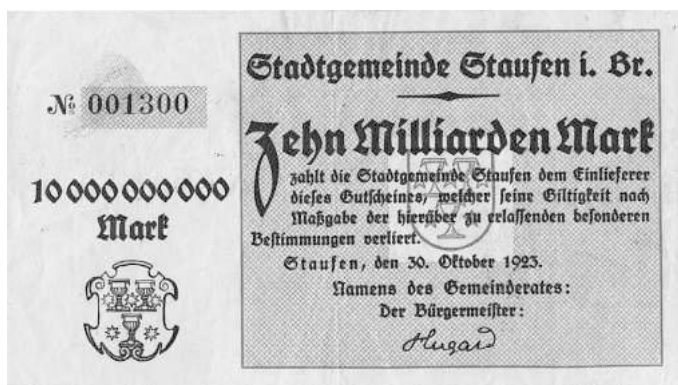 № 001300
10 000 000 000
Mark
Stadtgemeinde Staufen i. Br.
Zehn Milliarden Mark
zahlt die Stadtgemeinde Staufen dem Einlieferer
dieses Gutscheines, welcher seine Giltigkeit nach
Maßgabe der hierüber zu erlassenden besonderen
Bestimmungen verliert.
Staufen, den 30. Oktober 1923.
Namens des Gemeinderates:
Der Bürgermeister:
Hugard